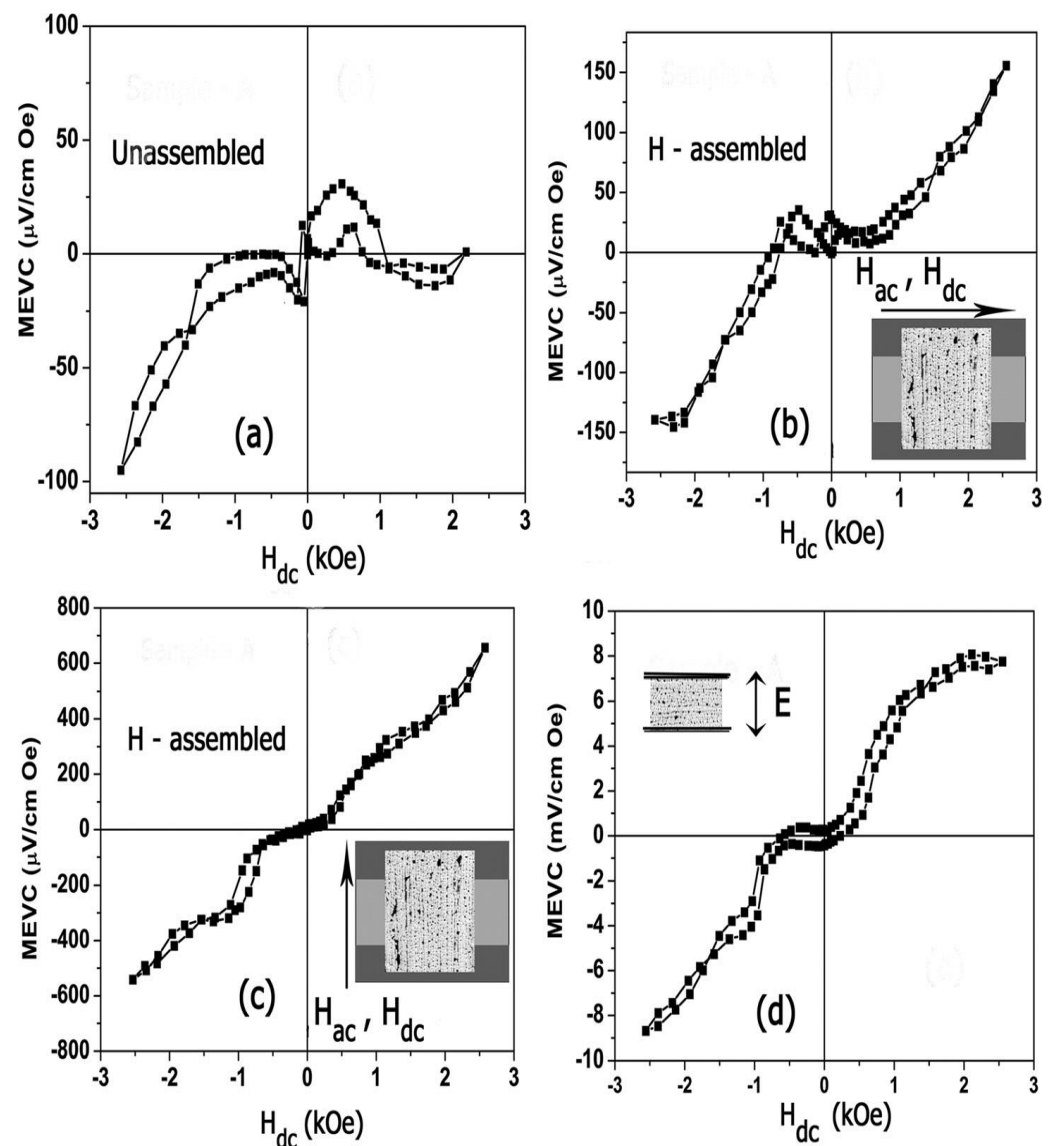 100
50
0
-50
-100
MEVC (μV/cm Oe)
Sample - A (a)
Unassembled
(a)
-3 -2 -1 0 1 2 3
H_dc (kOe)
150
100
50
0
-50
-100
-150
MEVC (μV/cm Oe)
Sample - A (b)
H - assembled
H_ac , H_dc
(b)
-3 -2 -1 0 1 2 3
H_dc (kOe)
800
600
400
200
0
-200
-400
-600
-800
MEVC (μV/cm Oe)
Sample - A (c)
H - assembled
(c)
H_ac , H_dc
-3 -2 -1 0 1 2 3
H_dc (kOe)
10
8
6
4
2
0
-2
-4
-6
-8
-10
MEVC (mV/cm Oe)
E
(d)
-3 -2 -1 0 1 2 3
H_dc (kOe)